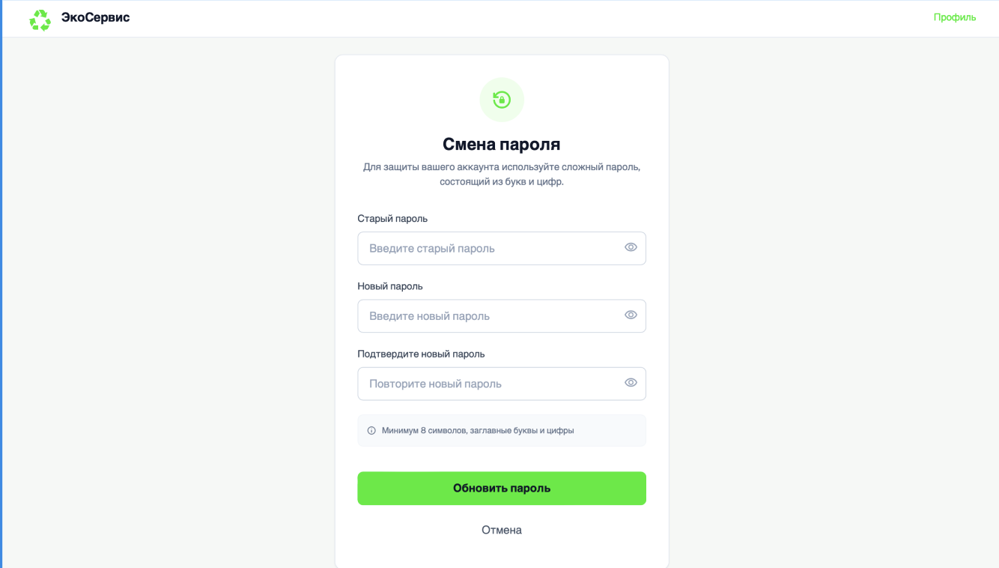 ЭкоСервис
Профиль
Смена пароля
Для защиты вашего аккаунта используйте сложный пароль,
состоящий из букв и цифр.
Старый пароль
Введите старый пароль
Новый пароль
Введите новый пароль
Подтвердите новый пароль
Повторите новый пароль
Минимум 8 символов, заглавные буквы и цифры
Обновить пароль
Отмена